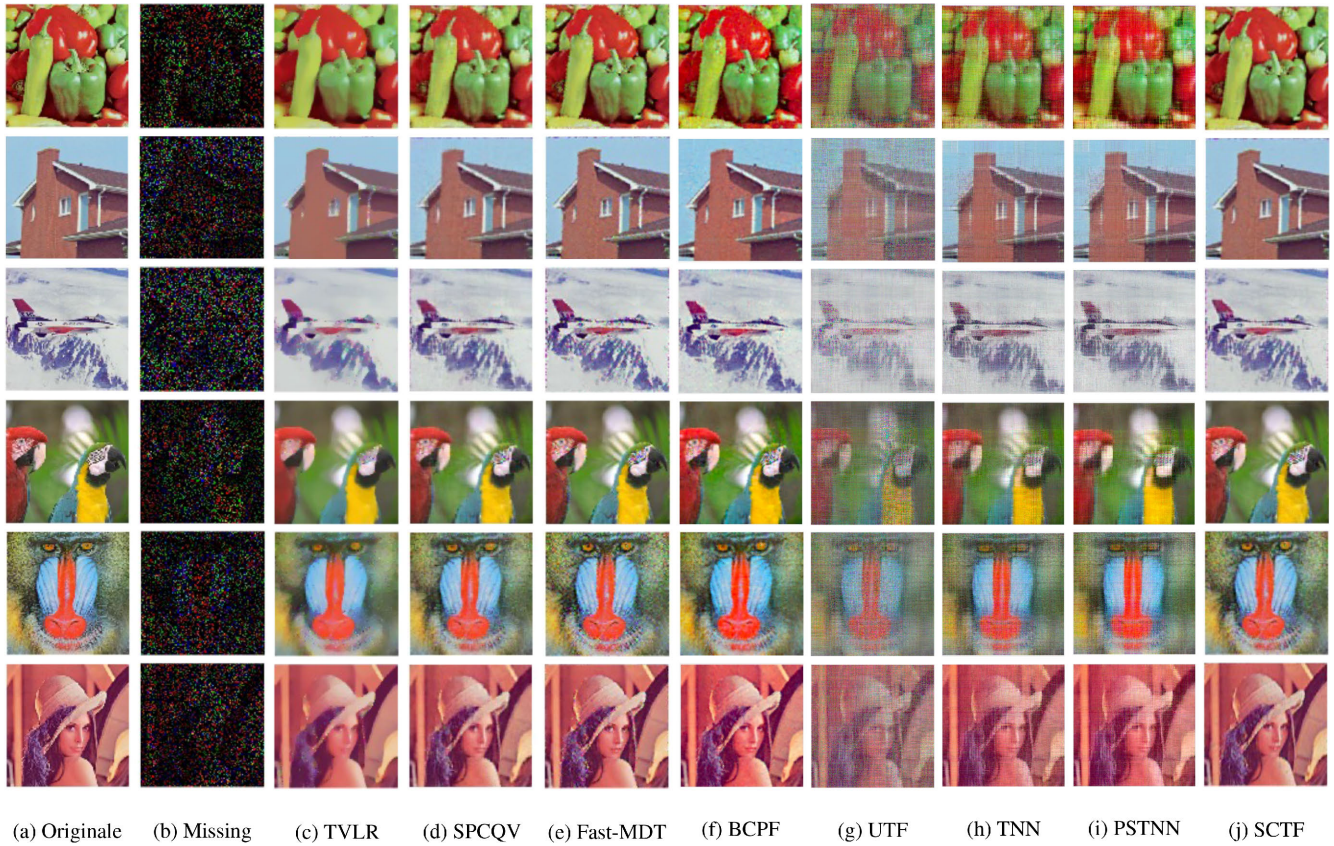 (a) Originale (b) Missing (c) TVLR (d) SPCQV (e) Fast-MDT (f) BCPF (g) UTF (h) TNN (i) PSTNN (j) SCTF